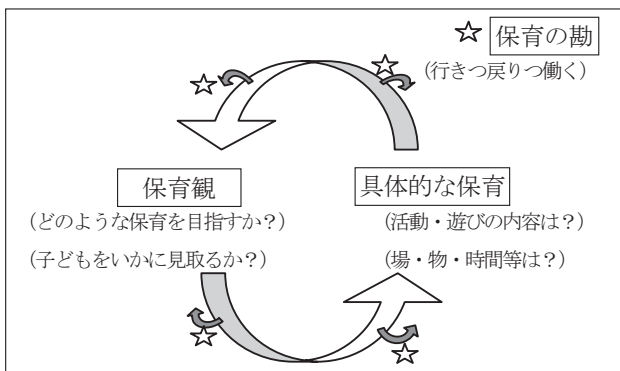 ☆ 保育の勘
(行きつ戻りつ働く)
保育観
(どのような保育を目指すか?)
(子どもをいかに見取るか?)
具体的な保育
(活動・遊びの内容は?)
(場・物・時間等は?)